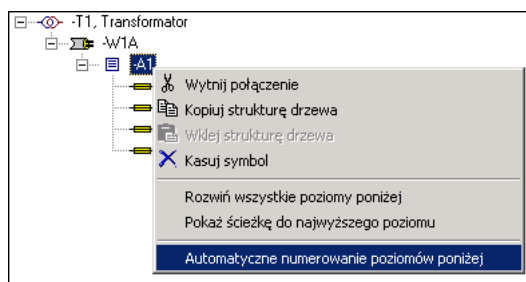 -T1, Transformator
-W1A
-A1
Wytnij połączenie
Kopiuj strukturę drzewa
Wklej strukturę drzewa
Kasuj symbol
Rozwiń wszystkie poziomy poniżej
Pokaż ścieżkę do najwyższego poziomu
Automatyczne numerowanie poziomów poniżej